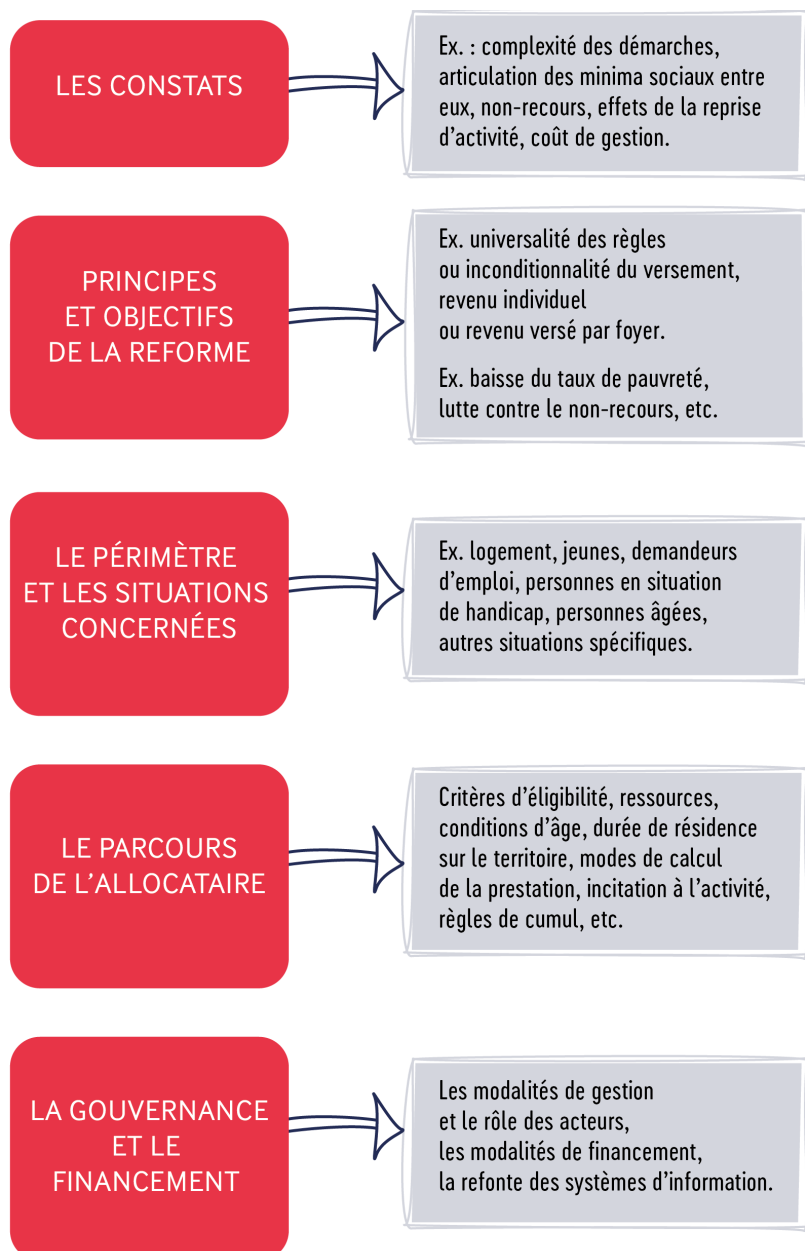 LES CONSTATS
Ex. : complexité des démarches,
articulation des minima sociaux entre
eux, non-recours, effets de la reprise
d'activité, coût de gestion.
PRINCIPES
ET OBJECTIFS
DE LA REFORME
Ex. universalité des règles
ou inconditionnalité du versement,
revenu individuel
ou revenu versé par foyer.
Ex. baisse du taux de pauvreté,
lutte contre le non-recours, etc.
LE PÉRIMÈTRE
ET LES SITUATIONS
CONCERNÉES
Ex. logement, jeunes, demandeurs
d'emploi, personnes en situation
de handicap, personnes âgées,
autres situations spécifiques.
LE PARCOURS
DE L'ALLOCATAIRE
Critères d'éligibilité, ressources,
conditions d'âge, durée de résidence
sur le territoire, modes de calcul
de la prestation, incitation à l'activité,
règles de cumul, etc.
LA GOUVERNANCE
ET LE
FINANCEMENT
Les modalités de gestion
et le rôle des acteurs,
les modalités de financement,
la refonte des systèmes d'information.